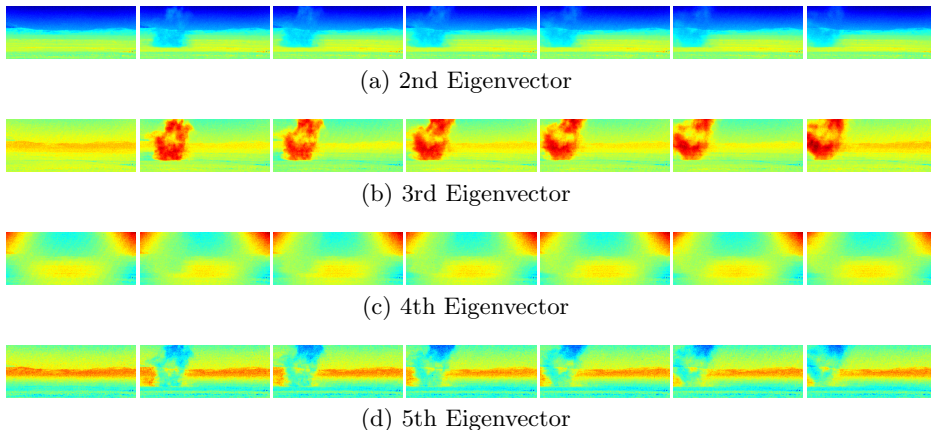 (a) 2nd Eigenvector
(b) 3rd Eigenvector
(c) 4th Eigenvector
(d) 5th Eigenvector